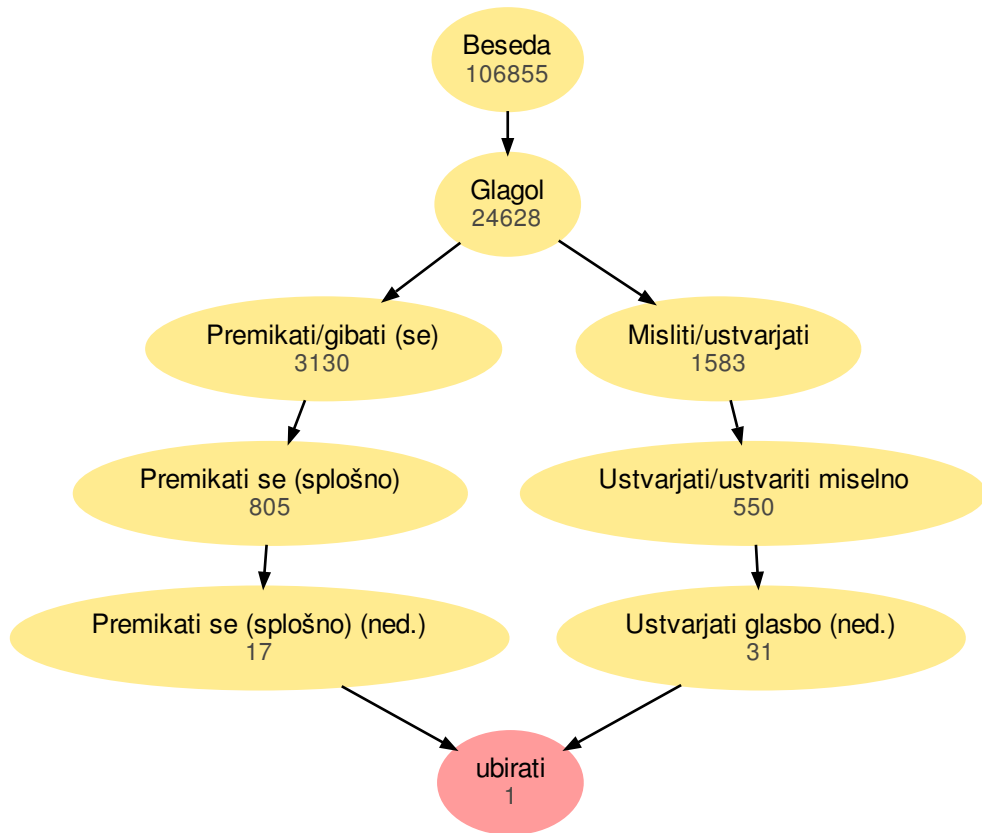 Beseda
106855
Glagol
24628
Premikati/gibati (se)
3130
Misliti/ustvarjati
1583
Premikati se (splošno)
805
Ustvarjati/ustvariti miselno
550
Premikati se (splošno) (ned.)
17
Ustvarjati glasbo (ned.)
31
ubirati
1